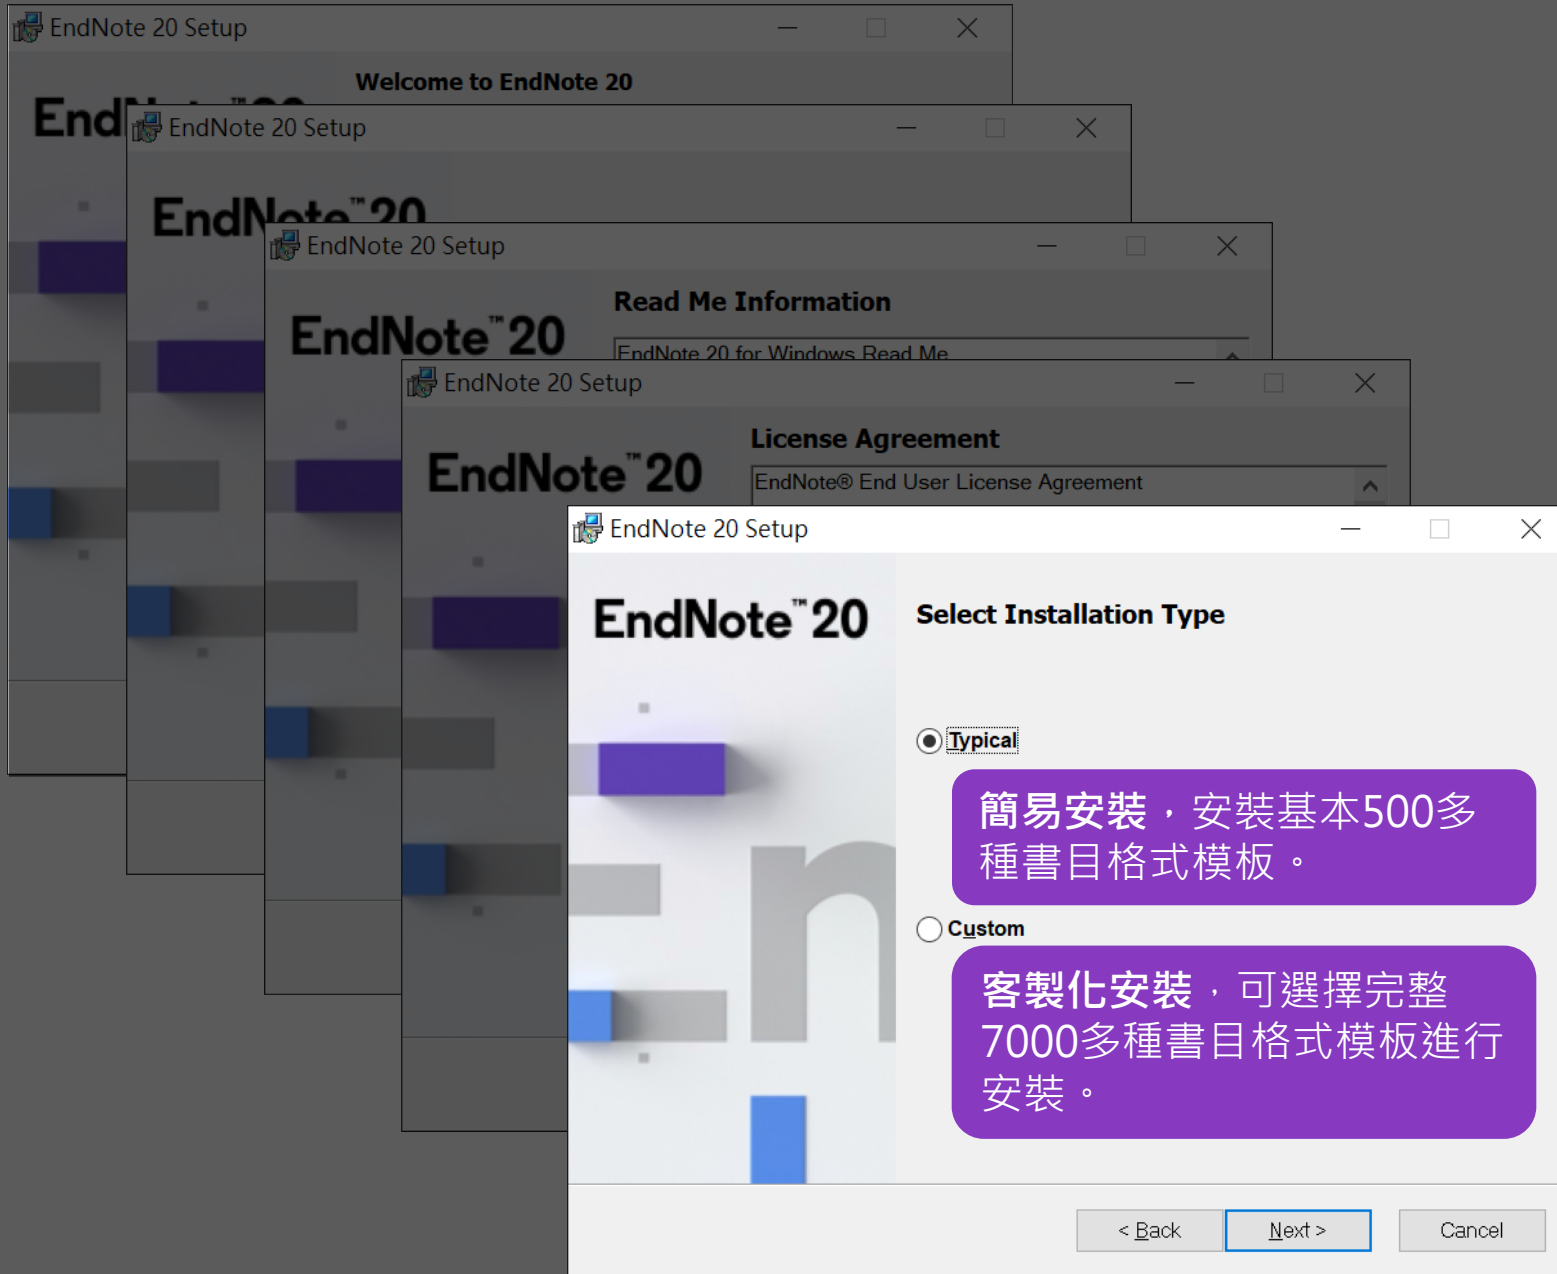 EndNote 20 Setup
Welcome to EndNote 20
EndNote 20 Setup
EndNote™20
EndNote 20 Setup
EndNote™20
Read Me Information
EndNote 20 for Windows Read Me
EndNote 20 Setup
EndNote™20
License Agreement
EndNote® End User License Agreement
EndNote 20 Setup
EndNote™20
Select Installation Type
Typical
簡易安裝，安裝基本500多
種書目格式模板。
Custom
客製化安裝，可選擇完整
7000多種書目格式模板進行
安裝。
< Back
Next >
Cancel